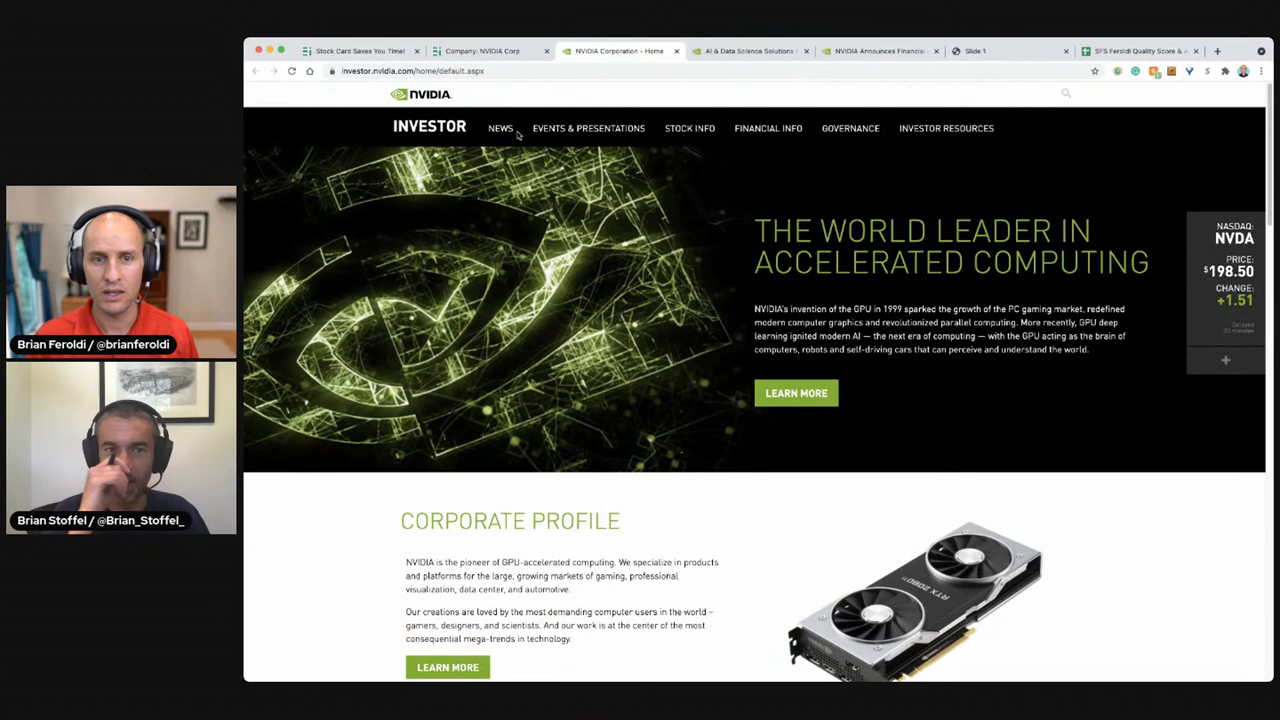 Stock Card Saves You Time!
Company: NVIDIA Corp
NVIDIA Corporation - Home
AI & Data Science Solutions
NVIDIA Announces Financial
Slide 1
SFS Feroldi Quality Score & A
investor.nvidia.com/home/default.aspx
NVIDIA.
INVESTOR
NEWS
EVENTS & PRESENTATIONS
STOCK INFO
FINANCIAL INFO
GOVERNANCE
INVESTOR RESOURCES
THE WORLD LEADER IN
ACCELERATED COMPUTING
NVIDIA's invention of the GPU in 1999 sparked the growth of the PC gaming market, redefined
modern computer graphics and revolutionized parallel computing. More recently, GPU deep
learning ignited modern AI — the next era of computing — with the GPU acting as the brain of
computers, robots and self-driving cars that can perceive and understand the world.
LEARN MORE
NASDAQ:
NVDA
PRICE:
$198.50
CHANGE:
+1.51
Delayed
20 minutes
+
Brian Feroldi / @brianferoldi
Brian Stoffel / @Brian_Stoffel_
CORPORATE PROFILE
NVIDIA is the pioneer of GPU-accelerated computing. We specialize in products
and platforms for the large, growing markets of gaming, professional
visualization, data center, and automotive.
Our creations are loved by the most demanding computer users in the world –
gamers, designers, and scientists. And our work is at the center of the most
consequential mega-trends in technology.
LEARN MORE
RTX 2080 Ti